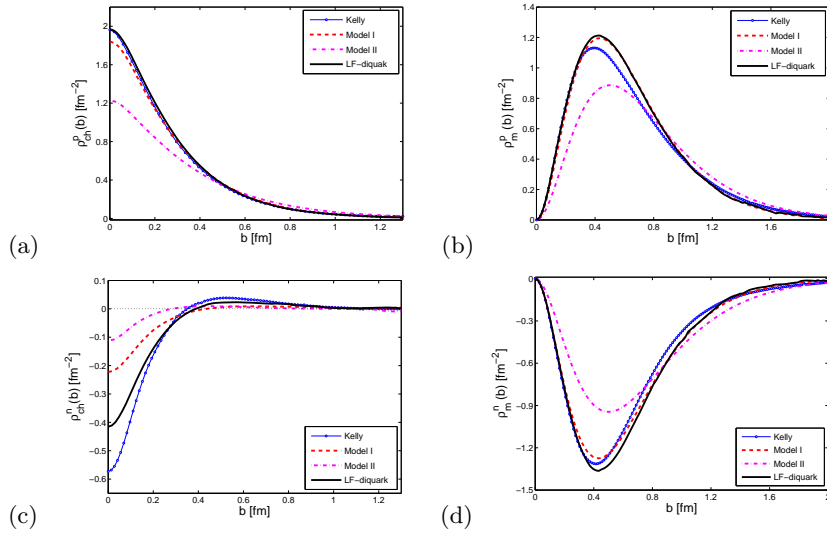 2
1.6
1.2
0.8
0.4
0
0 0.2 0.4 0.6 0.8 1 1.2
ρ^p_ch(b) [fm^−2]
b [fm]
Kelly
Model I
Model II
LF−diquak
(a)
1.4
1.2
1
0.8
0.6
0.4
0.2
0
0 0.4 0.8 1.2 1.6 2
ρ^p_m(b) [fm^−2]
b [fm]
Kelly
Model I
Model II
LF−diquark
(b)
0.1
0
−0.1
−0.2
−0.3
−0.4
−0.5
−0.6
0 0.2 0.4 0.6 0.8 1 1.2
ρ^n_ch(b) [fm^−2]
b [fm]
Kelly
Model I
Model II
LF−diquark
(c)
0
−0.3
−0.6
−0.9
−1.2
−1.5
0 0.4 0.8 1.2 1.6 2
ρ^n_m(b) [fm^−2]
b [fm]
Kelly
Model I
Model II
LF−diquark
(d)